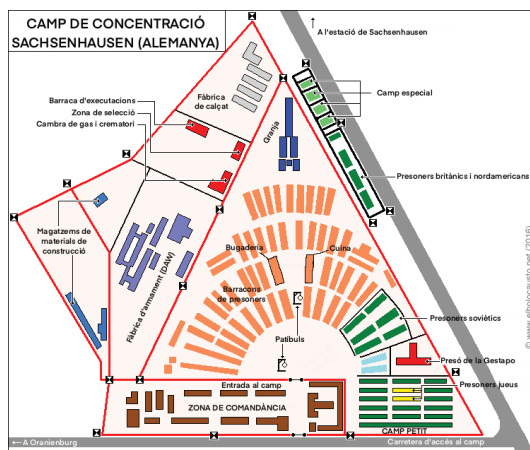 CAMP DE CONCENTRACIÓ
SACHSENHAUSEN (ALEMANYA)
A l'estació de Sachsenhausen
Barraca d'executacions
Zona de selecció
Cambra de gas i crematori
Fàbrica
de calçat
Camp especial
Granja
Presoners britànics i nordamericans
Magatzems de
materials de
construcció
Fàbrica d'armament (DAW)
Bugaderia
Cuina
Barracons
de presoners
Presoners soviètics
Patíbuls
Presó de la Gestapo
Entrada al camp
Presoners jueus
ZONA DE COMANDÀNCIA
CAMP PETIT
A Oranienburg
Carretera d'accés al camp
© www.elholocausto.net (2016)